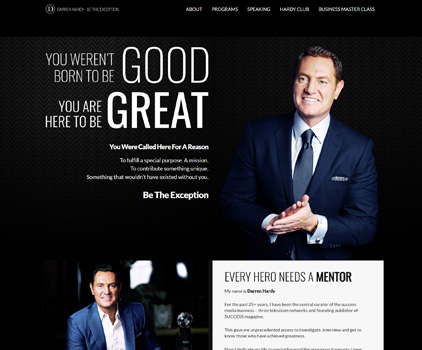 DARREN HARDY - BE THE EXCEPTION
ABOUT PROGRAMS SPEAKING HARDY CLUB BUSINESS MASTER CLASS
YOU WEREN'T
BORN TO BE GOOD
YOU ARE
HERE TO BE GREAT
You Were Called Here For A Reason
To fulfill a special purpose. A mission.
To contribute something unique.
Something that wouldn't have existed without you.
Be The Exception
EVERY HERO NEEDS A MENTOR
My name is Darren Hardy
For the past 25+ years, I have been the central curator of the success
media business - three television networks and founding publisher of
SUCCESS magazine.
This gave me unprecedented access to investigate, interview and get to
know those who have achieved greatness.